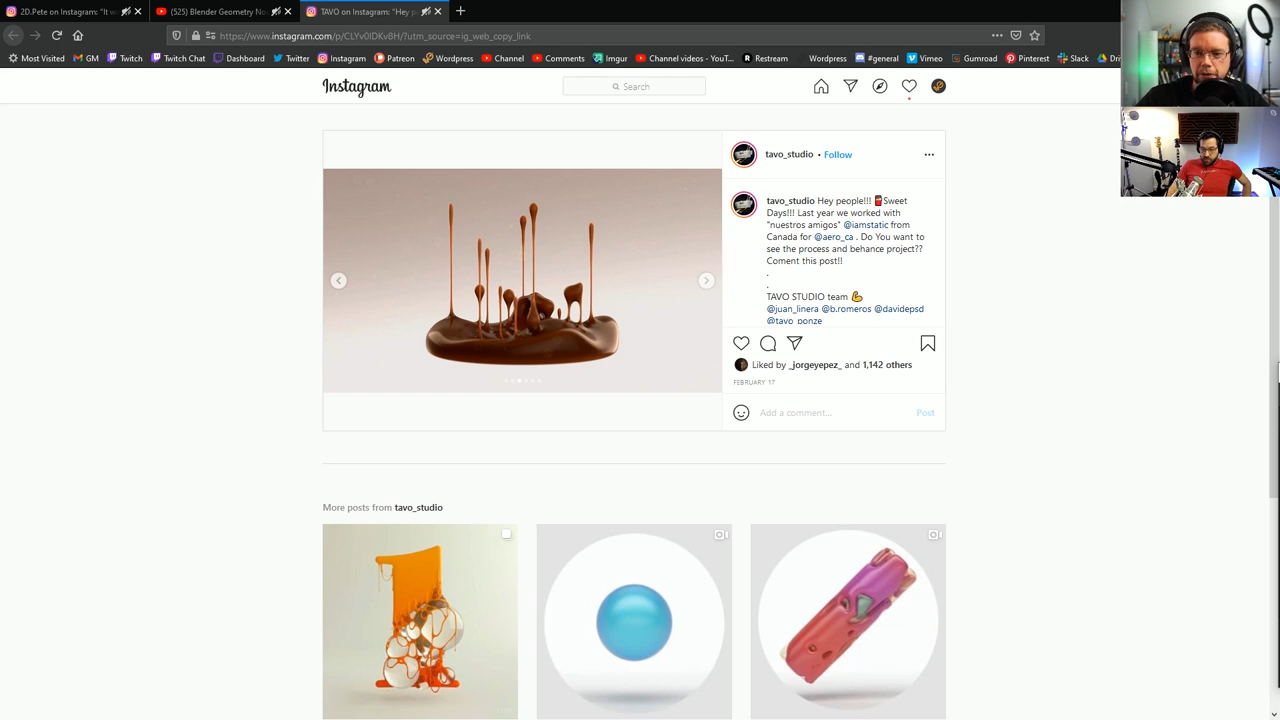 2D.Pete on Instagram: "It w
(525) Blender Geometry No
TAVO on Instagram: "Hey p
https://www.instagram.com/p/CLYv0IDKv8H/?utm_source=ig_web_copy_link
Most Visited
GM
Twitch
Twitch Chat
Dashboard
Twitter
Instagram
Patreon
Wordpress
Channel
Comments
Imgur
Channel videos - YouT...
Restream
Wordpress
#general
Vimeo
Gumroad
Pinterest
Slack
Instagram
Search
tavo_studio • Follow
tavo_studio Hey people!!! Sweet
Days!!! Last year we worked with
"nuestros amigos" @iamstatic from
Canada for @aero_ca . Do You want to
see the process and behance project??
Coment this post!!
.
.
TAVO STUDIO team
@juan_linera @b.romeros @davidepsd
@tavo_ponze
Liked by _jorgeyepez_ and 1,142 others
FEBRUARY 17
Add a comment...
Post
More posts from tavo_studio